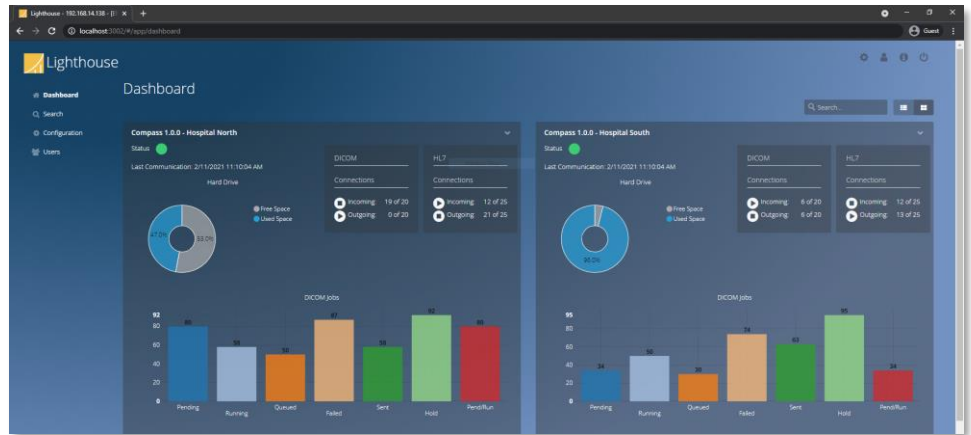 Lighthouse - 192.168.14.138 - [
localhost:3002/#/app/dashboard
Guest
Lighthouse
Dashboard
Search
Configuration
Users
Dashboard
Search...
Compass 1.0.0 - Hospital North
Status
Last Communication: 2/11/2021 11:10:04 AM
Hard Drive
47.0%
53.0%
Free Space
Used Space
DICOM
Connections
Incoming: 19 of 20
Outgoing: 0 of 20
HL7
Connections
Incoming: 12 of 25
Outgoing: 21 of 25
DICOM Jobs
92
80
60
40
20
0
80
58
50
87
58
92
80
Pending
Running
Queued
Failed
Sent
Hold
Pend/Run
Compass 1.0.0 - Hospital South
Status
Last Communication: 2/11/2021 11:10:04 AM
Hard Drive
96.0%
Free Space
Used Space
DICOM
Connections
Incoming: 6 of 20
Outgoing: 6 of 20
HL7
Connections
Incoming: 12 of 25
Outgoing: 13 of 25
DICOM Jobs
95
80
60
40
20
0
34
50
30
74
63
95
34
Pending
Running
Queued
Failed
Sent
Hold
Pend/Run